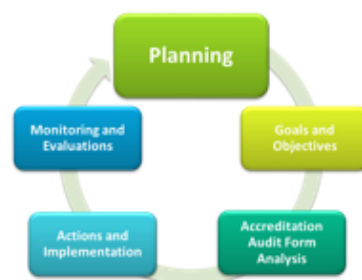 Planning
Goals and
Objectives
Accreditation
Audit Form
Analysis
Actions and
Implementation
Monitoring and
Evaluations